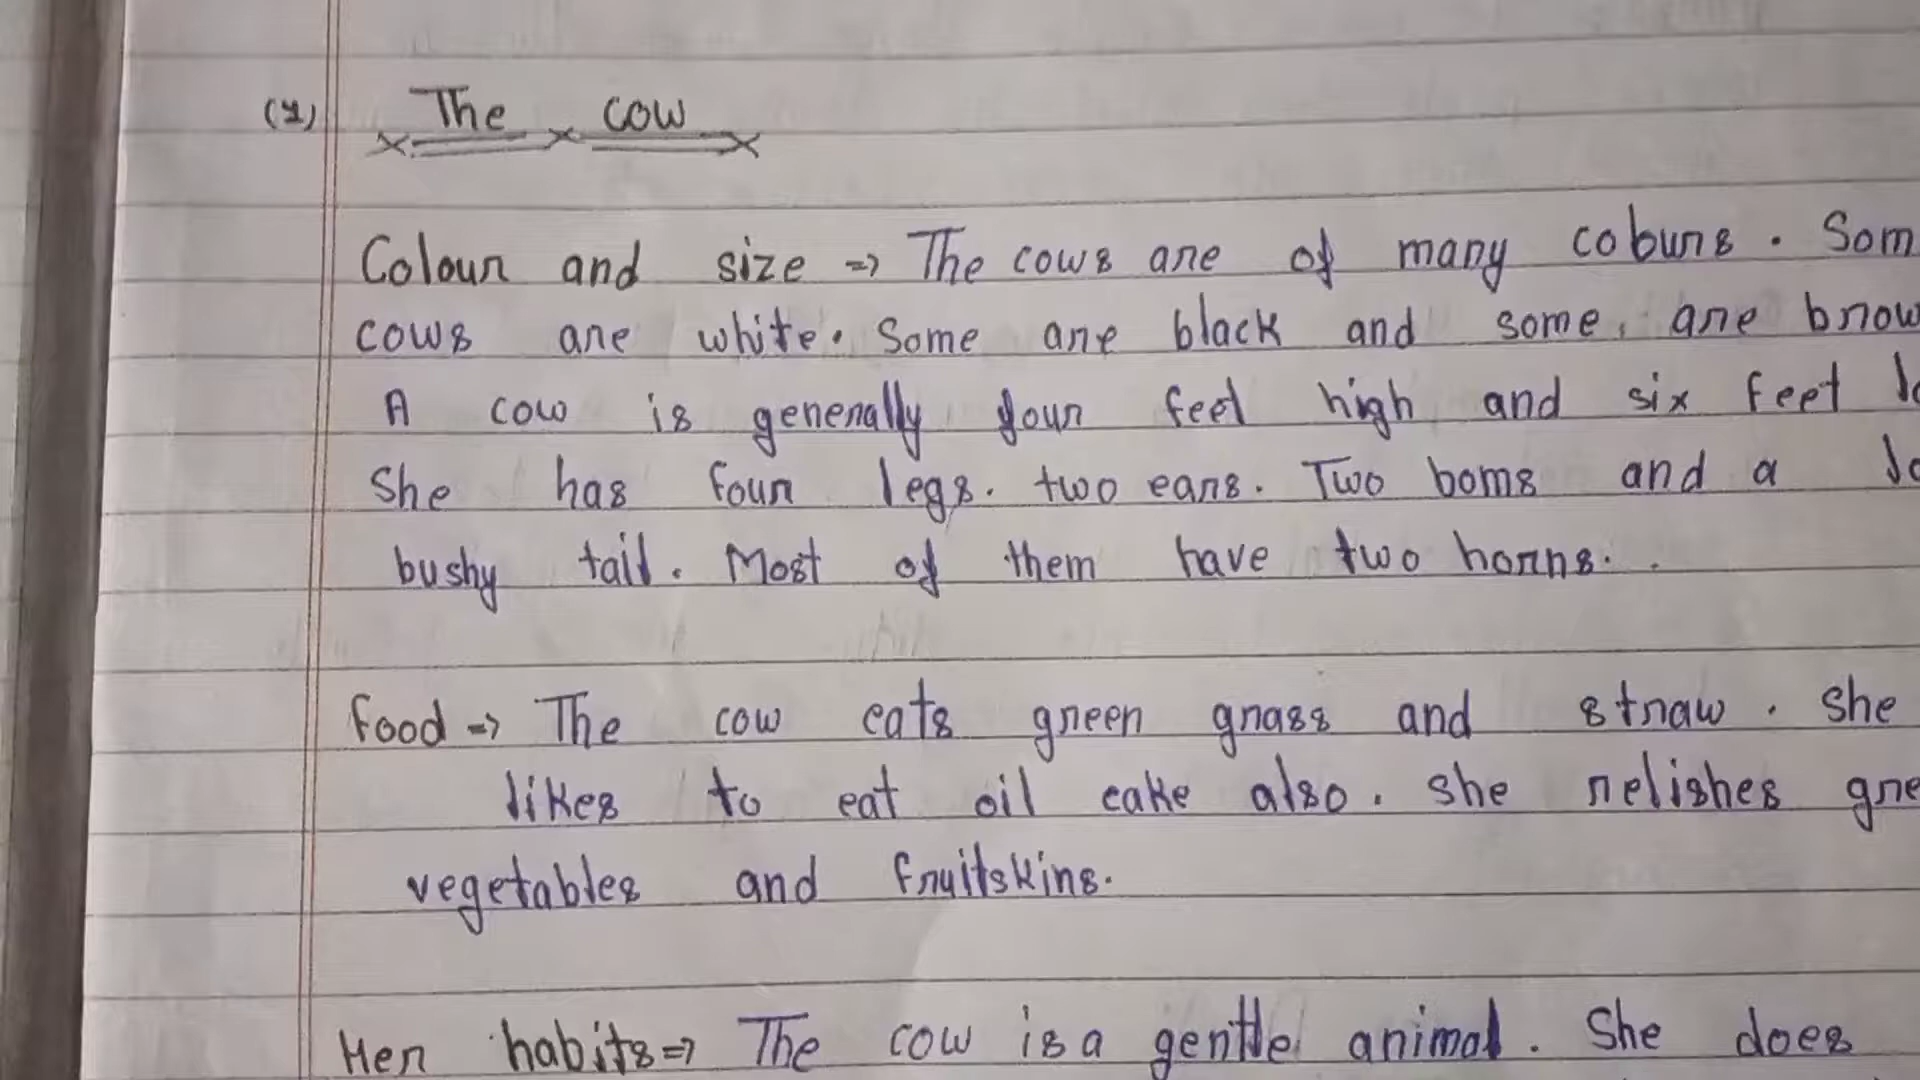 (1) The cow
Colour and size => The cows are of many colours. Som
cows are white. Some are black and some are brow
A cow is generally four feet high and six feet lo
She has four legs. two ears. Two horns and a lo
bushy tail. Most of them have two horns.
food => The cow eats green grass and straw. She
likes to eat oil cake also. she relishes gre
vegetables and fruitskins.
Her habits => The cow is a gentle animal. She does